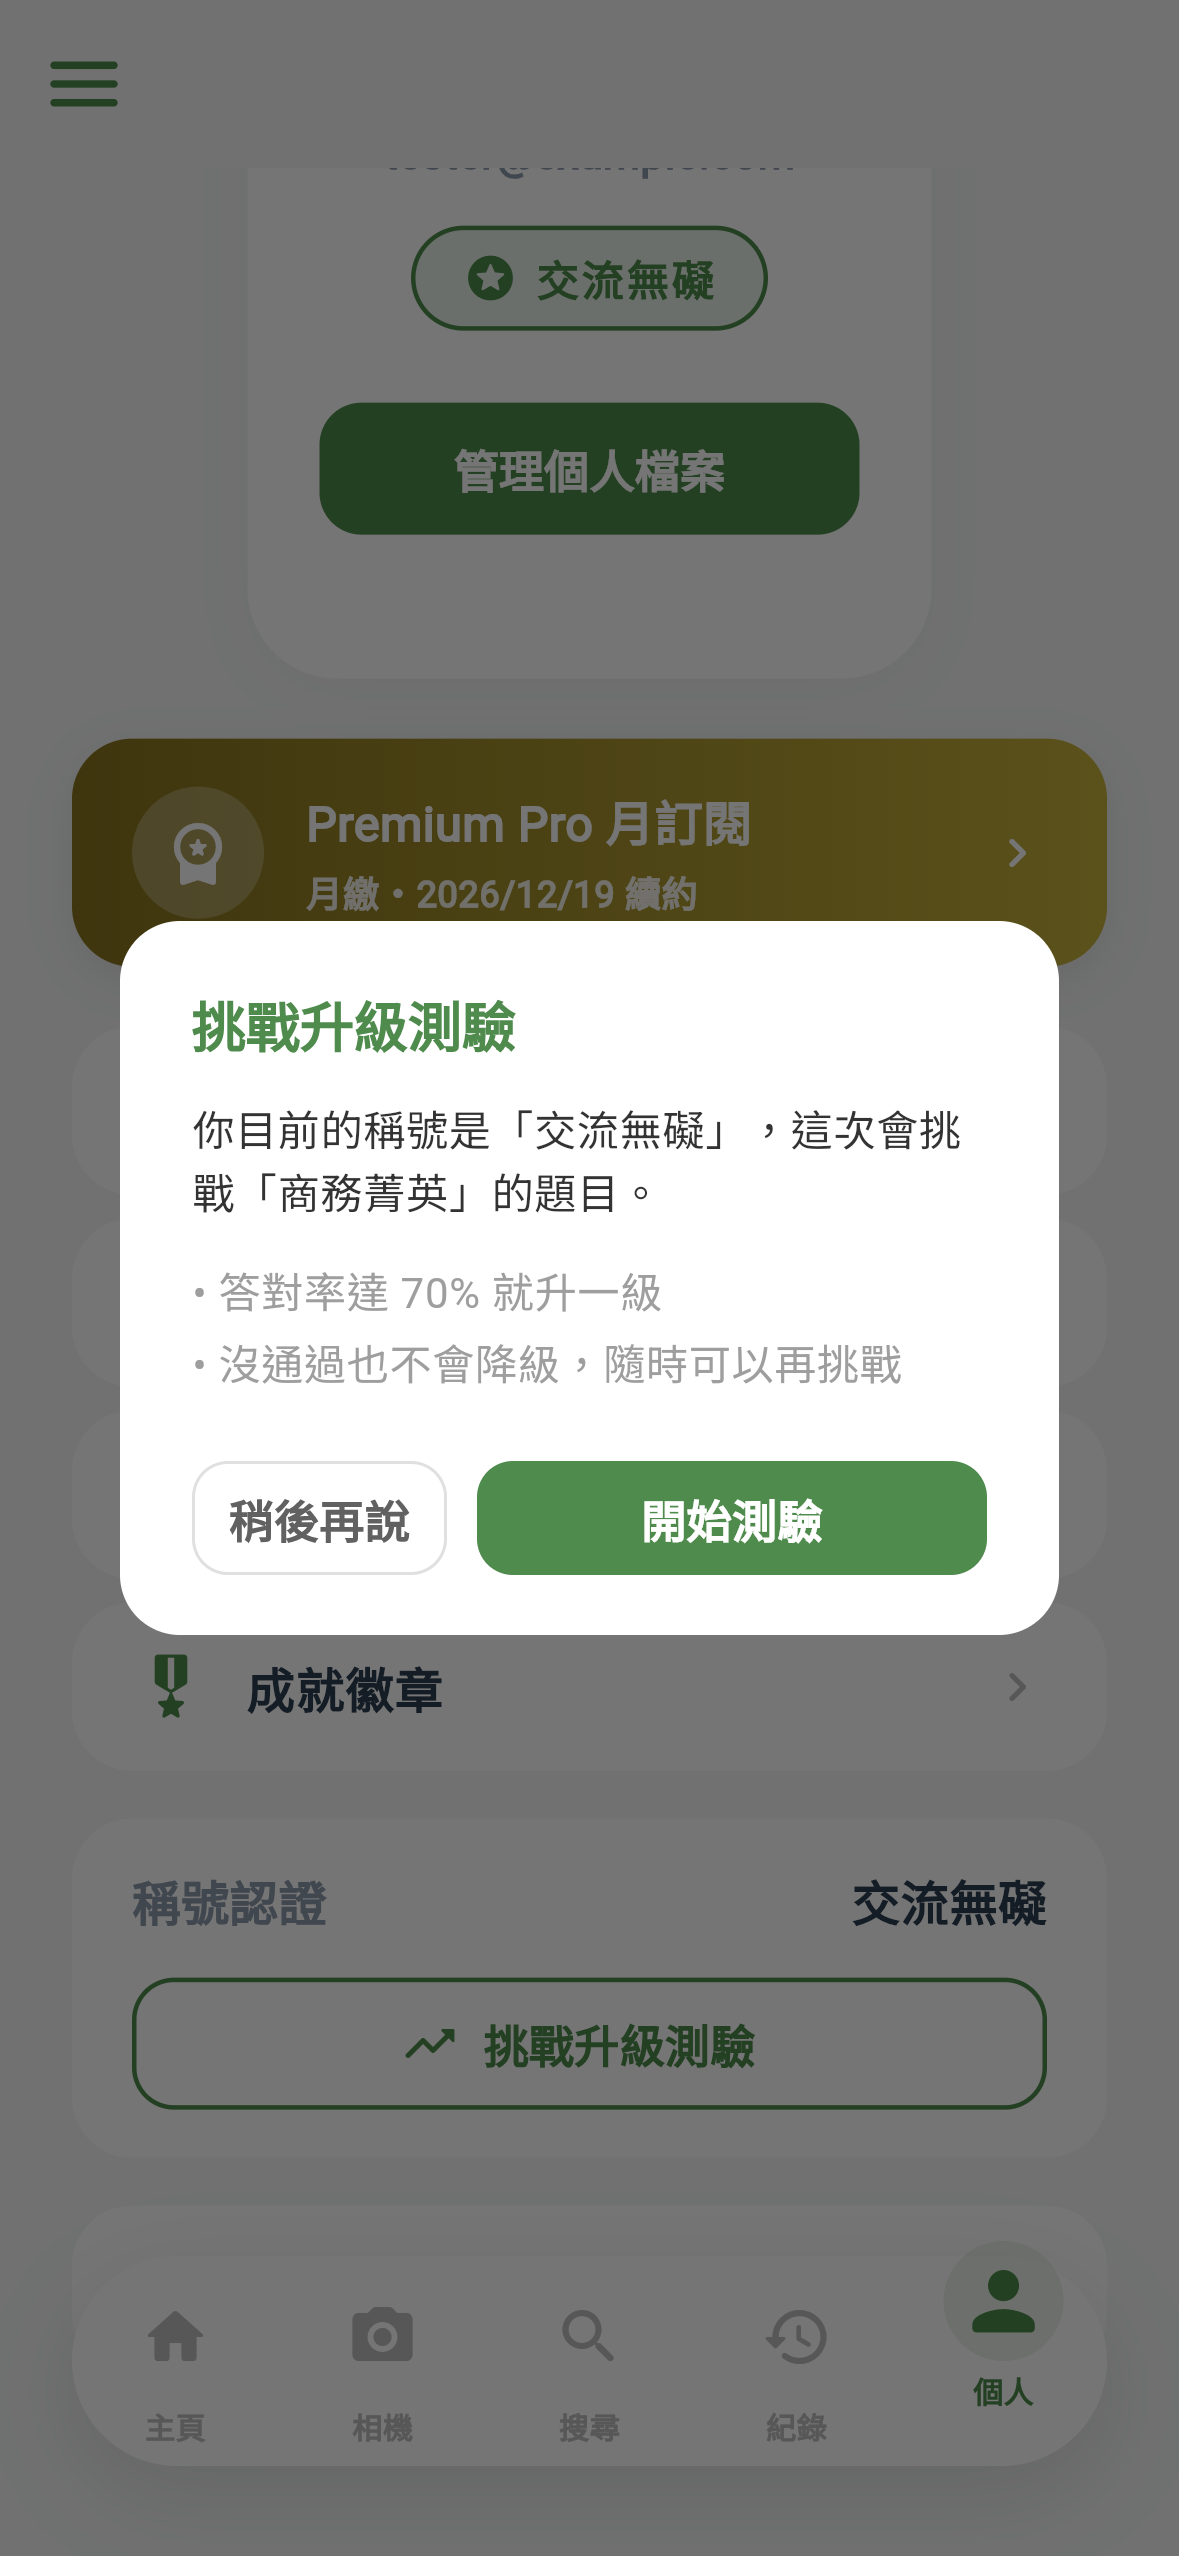 交流無礙
管理個人檔案
Premium Pro 月訂閱
月繳・2026/12/19 續約
挑戰升級測驗
你目前的稱號是「交流無礙」，這次會挑
戰「商務菁英」的題目。
• 答對率達 70% 就升一級
• 沒通過也不會降級，隨時可以再挑戰
稍後再說 開始測驗
成就徽章
稱號認證 交流無礙
挑戰升級測驗
主頁 相機 搜尋 紀錄 個人